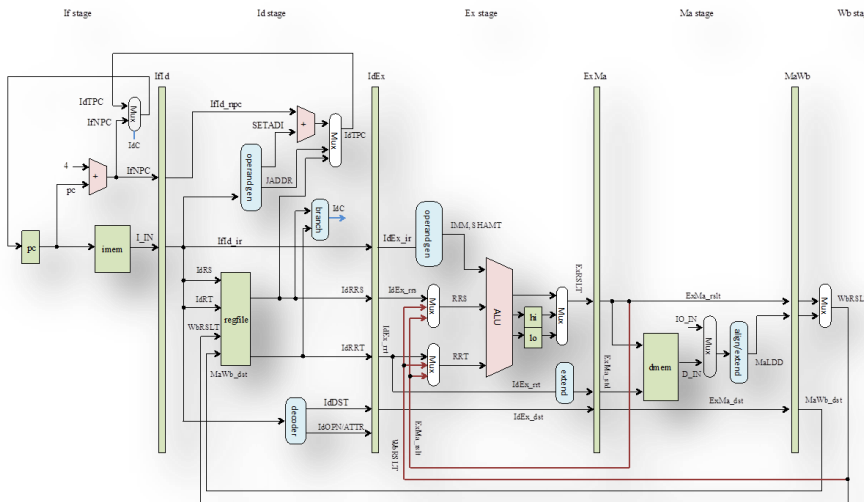 If stage
Id stage
Ex stage
Ma stage
Wb sta
IfId
IdEx
ExMa
MaWb
IdTPC
IfNPC
Mux
IdC
IfId_npc
SETADI
+
Mux
IdTPC
4
pc
+
IfNPC
operandgen
JADDR
branch
IdC
pc
imem
I_IN
IfId_ir
IdEx_ir
operandgen
IMM, SHAMT
IdRS
IdRT
WbRSLT
MaWb_dst
regfile
IdRRS
IdRRT
IdEx_rrs
IdEx_rrt
Mux
RRS
Mux
RRT
ALU
hi
lo
Mux
ExRSLT
ExMa_rslt
IO_IN
D_IN
Mux
align/extend
MaLDD
dmem
Mux
WbRSL
decoder
IdDST
IdOPN/ATTR
IdEx_rrt
extend
IdEx_dst
ExMa_dst
MaWb_dst
WbRSLT
ExMa_rslt